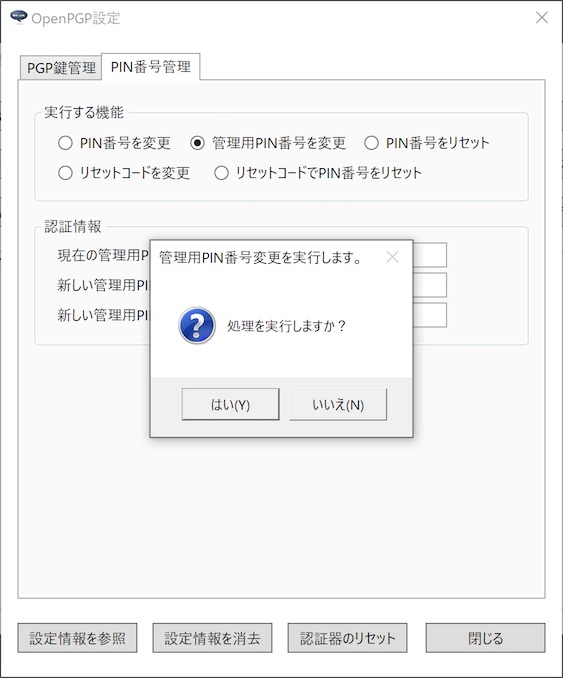 OpenPGP設定
PGP鍵管理 PIN番号管理
実行する機能
PIN番号を変更 管理用PIN番号を変更 PIN番号をリセット
リセットコードを変更 リセットコードでPIN番号をリセット
認証情報
現在の管理用P
新しい管理用PI
新しい管理用PI
管理用PIN番号変更を実行します。
処理を実行しますか？
はい(Y) いいえ(N)
設定情報を参照 設定情報を消去 認証器のリセット 閉じる